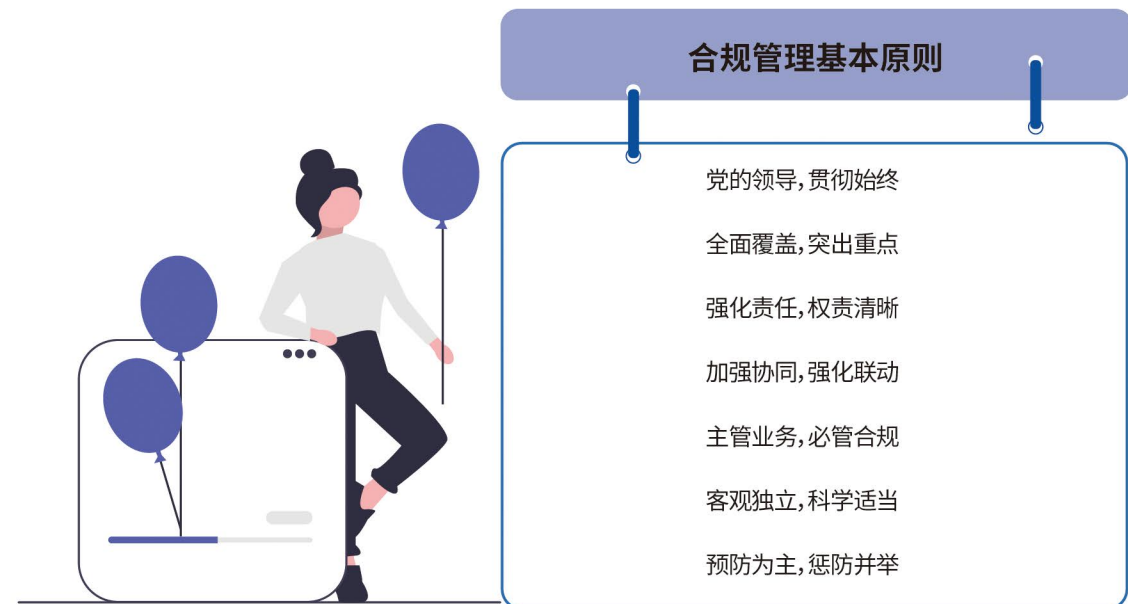 合规管理基本原则
党的领导，贯彻始终
全面覆盖，突出重点
强化责任，权责清晰
加强协同，强化联动
主管业务，必管合规
客观独立，科学适当
预防为主，惩防并举